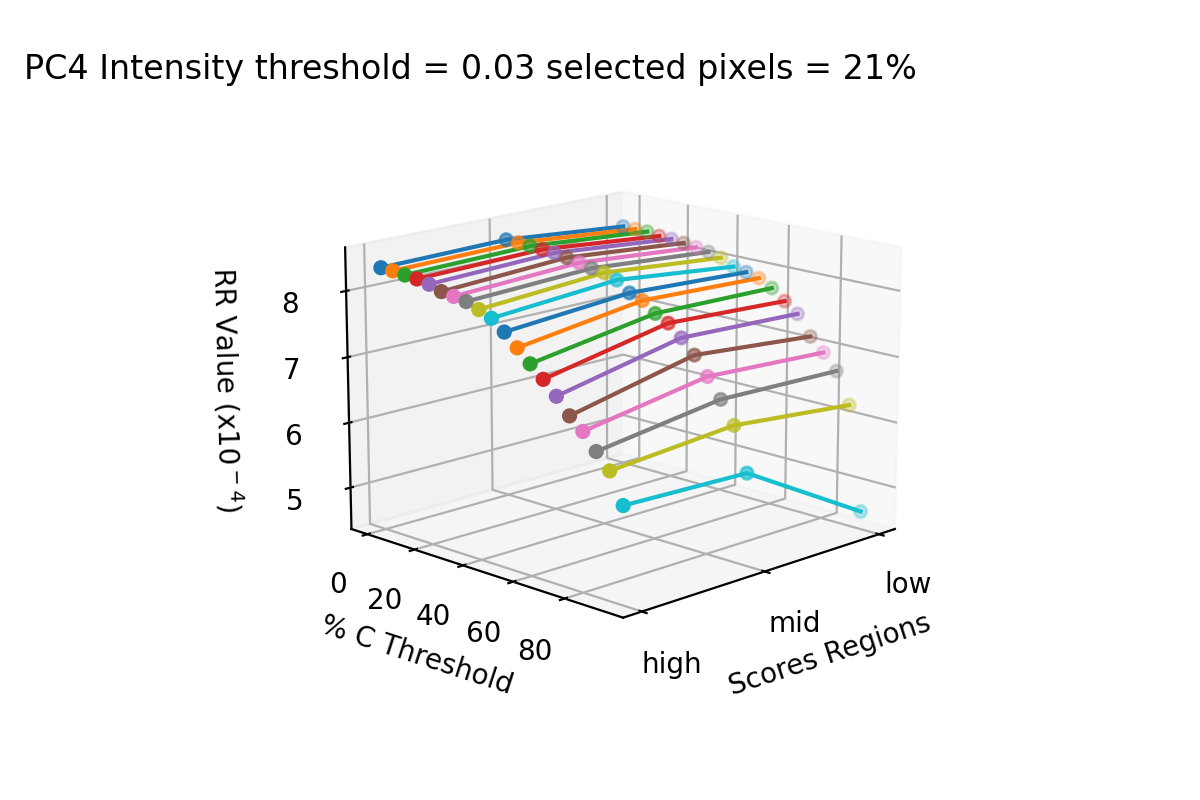 PC4 Intensity threshold = 0.03 selected pixels = 21%
RR Value (x10⁻⁴)
8
7
6
5
0
20
40
60
80
% C Threshold
high
mid
low
Scores Regions